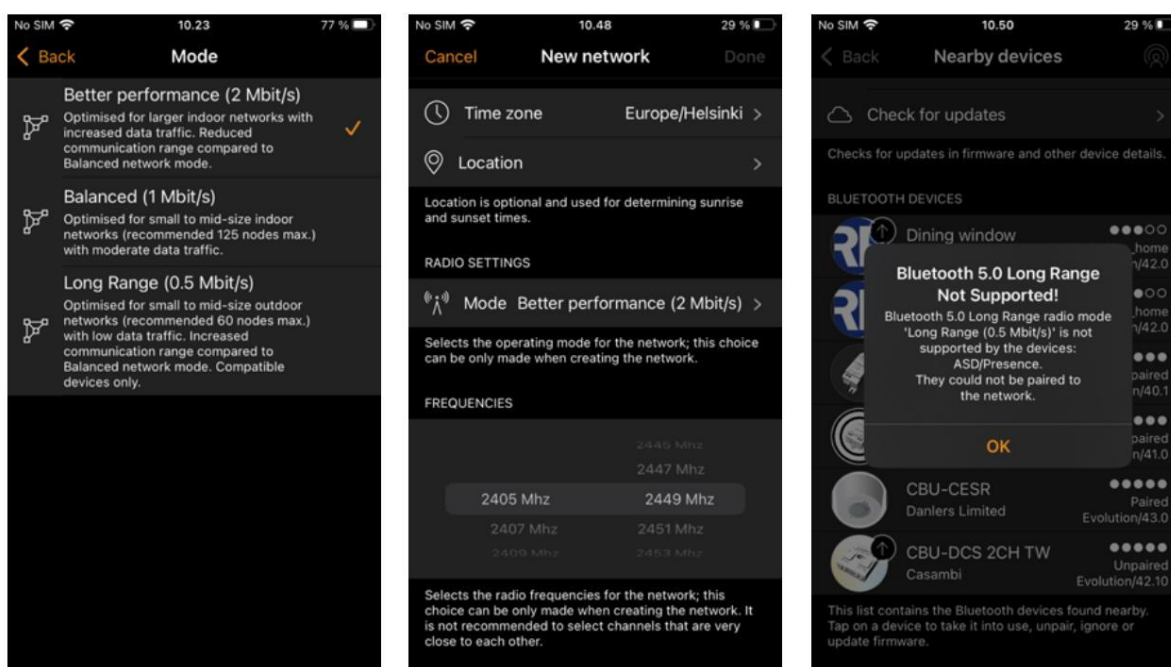 No SIM 10.23 77 %
Back Mode
Better performance (2 Mbit/s)
Optimised for larger indoor networks with
increased data traffic. Reduced
communication range compared to
Balanced network mode.
Balanced (1 Mbit/s)
Optimised for small to mid-size indoor
networks (recommended 125 nodes max.)
with moderate data traffic.
Long Range (0.5 Mbit/s)
Optimised for small to mid-size outdoor
networks (recommended 60 nodes max.)
with low data traffic. Increased
communication range compared to
Balanced network mode. Compatible
devices only.
No SIM 10.48 29 %
Cancel New network Done
Time zone Europe/Helsinki
Location
Location is optional and used for determining sunrise
and sunset times.
RADIO SETTINGS
Mode Better performance (2 Mbit/s)
Selects the operating mode for the network; this choice
can be only made when creating the network.
FREQUENCIES
2445 Mhz
2447 Mhz
2405 Mhz 2449 Mhz
2407 Mhz 2451 Mhz
2409 Mhz 2453 Mhz
Selects the radio frequencies for the network; this
choice can be only made when creating the network. It
is not recommended to select channels that are very
close to each other.
No SIM 10.50 29 %
Back Nearby devices
Check for updates
Checks for updates in firmware and other device details.
BLUETOOTH DEVICES
Dining window
_home
n/42.0
_home
n/42.0
paired
n/40.1
paired
n/41.0
Bluetooth 5.0 Long Range
Not Supported!
Bluetooth 5.0 Long Range radio mode
'Long Range (0.5 Mbit/s)' is not
supported by the devices:
ASD/Presence.
They could not be paired to
the network.
OK
CBU-CESR
Danlers Limited
Paired
Evolution/43.0
CBU-DCS 2CH TW
Casambi
Unpaired
Evolution/42.10
This list contains the Bluetooth devices found nearby.
Tap on a device to take it into use, unpair, ignore or
update firmware.